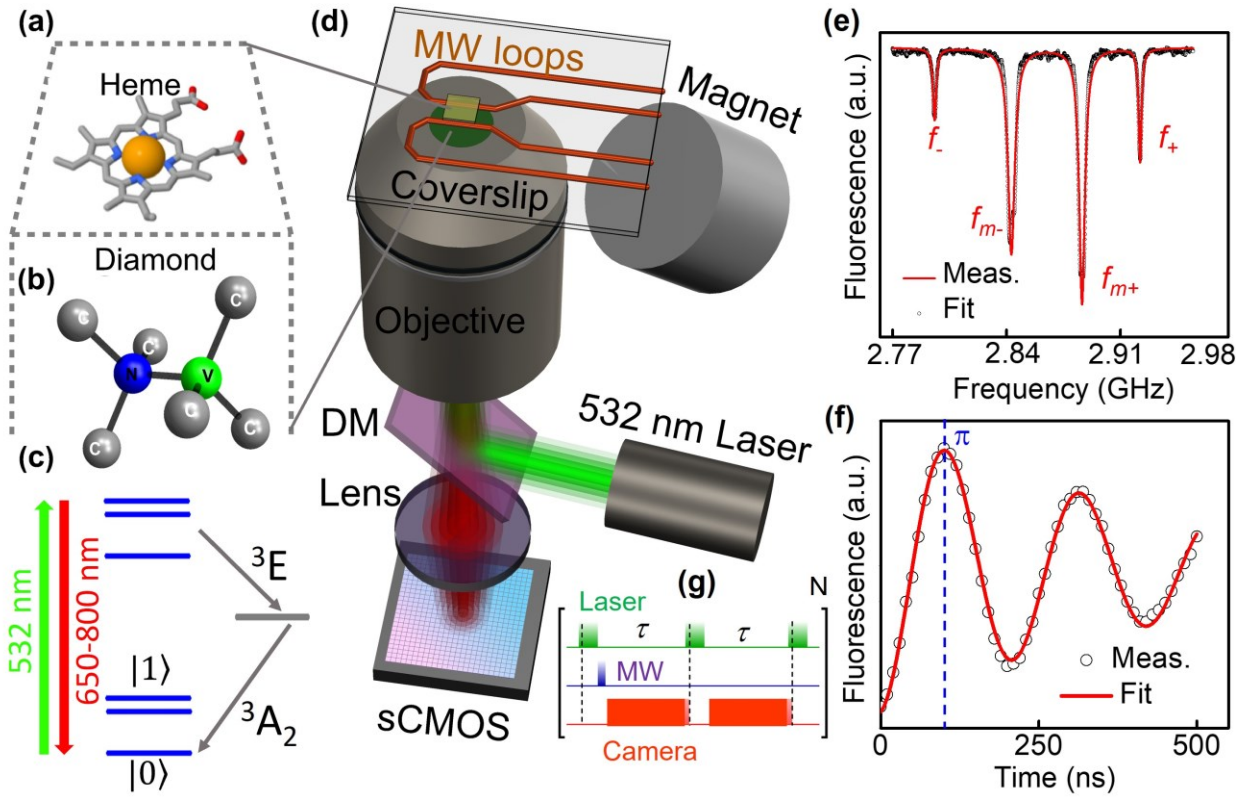 (a)
Heme
(b)
Diamond
C
C
C
N
V
C
C
C
(c)
532 nm
650-800 nm
|1⟩
|0⟩
³E
³A₂
(d)
MW loops
Magnet
Coverslip
Objective
DM
532 nm Laser
Lens
sCMOS
(g)
N
Laser
τ
τ
MW
Camera
(e)
Fluorescence (a.u.)
f-
fm-
fm+
f+
Meas.
Fit
2.77
2.84
2.91
2.98
Frequency (GHz)
(f)
π
Fluorescence (a.u.)
Meas.
Fit
0
250
500
Time (ns)